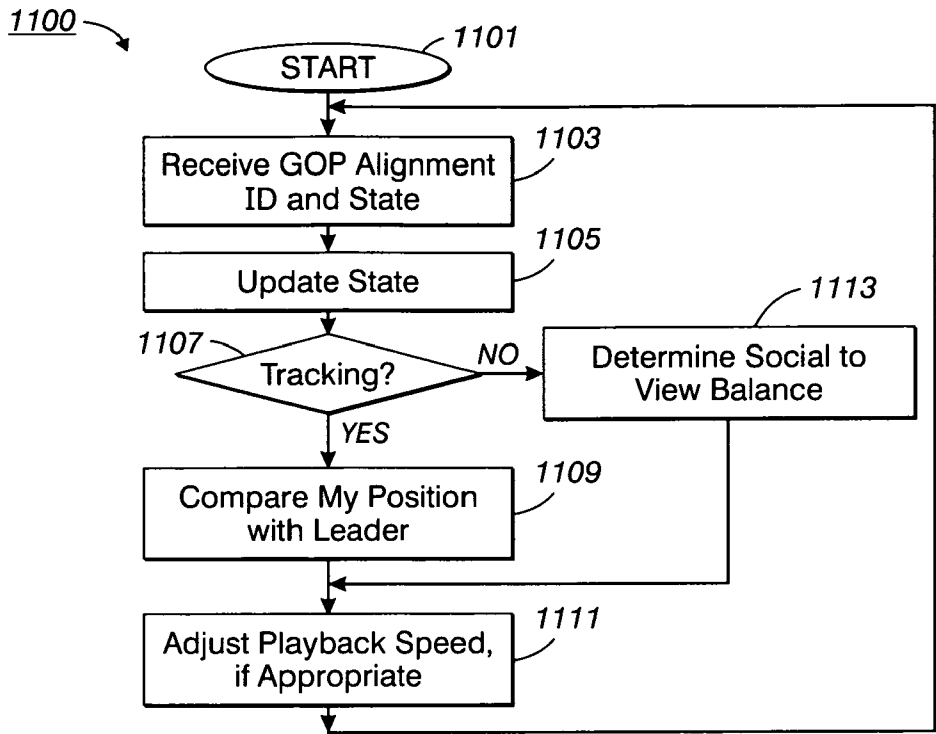 1100
1101
START
1103
Receive GOP Alignment
ID and State
1105
Update State
1113
1107
Tracking?
NO
Determine Social to
View Balance
YES
1109
Compare My Position
with Leader
1111
Adjust Playback Speed,
if Appropriate